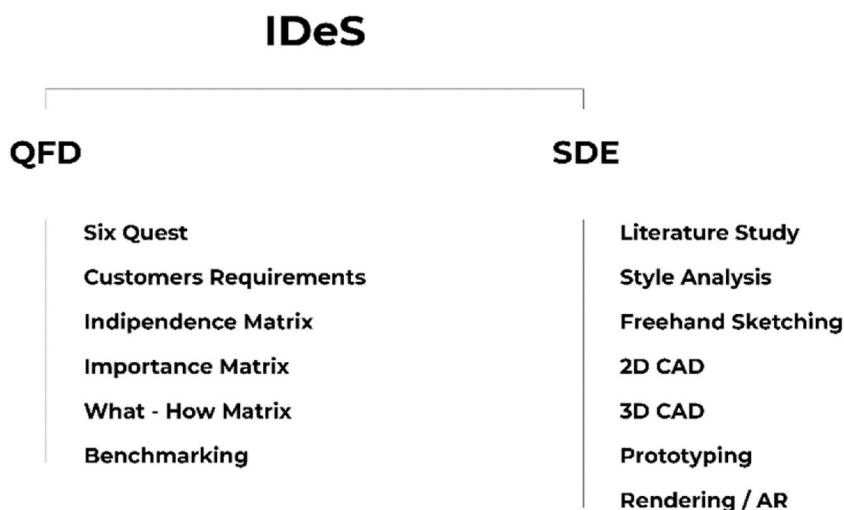 IDeS
QFD
Six Quest
Customers Requirements
Indipendence Matrix
Importance Matrix
What - How Matrix
Benchmarking
SDE
Literature Study
Style Analysis
Freehand Sketching
2D CAD
3D CAD
Prototyping
Rendering / AR